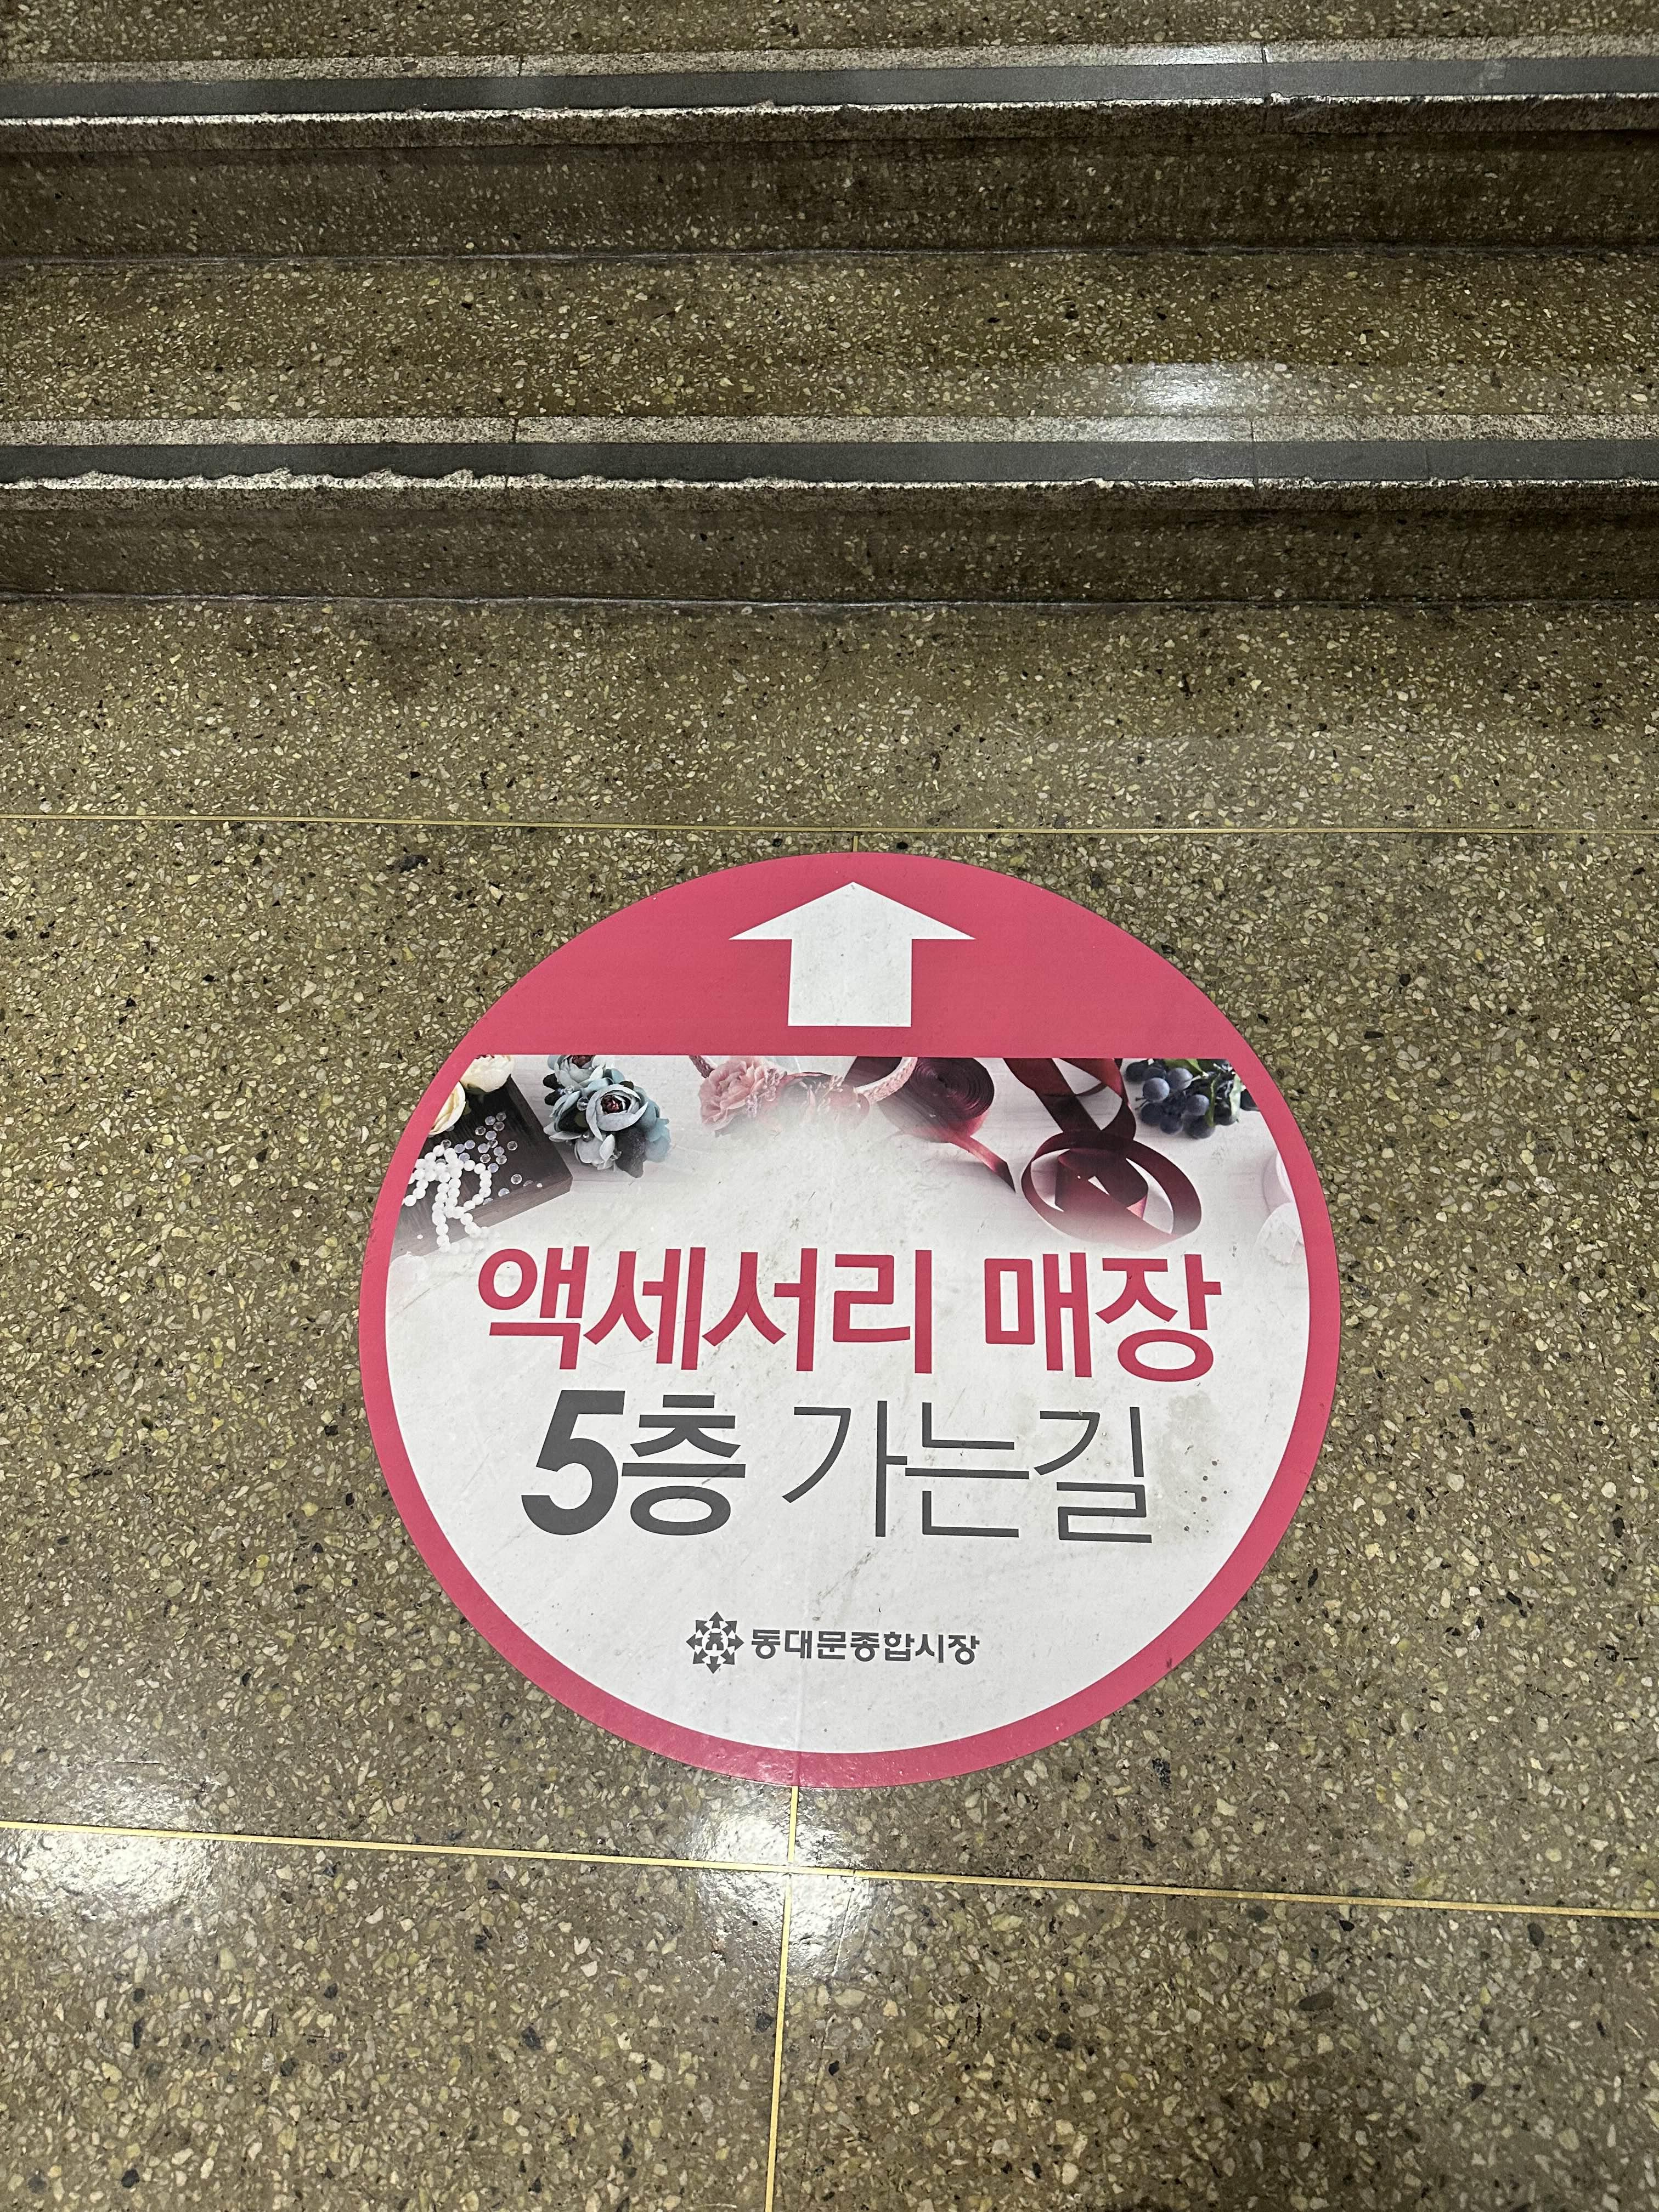 액세서리 매장
5층 가는길
동대문종합시장